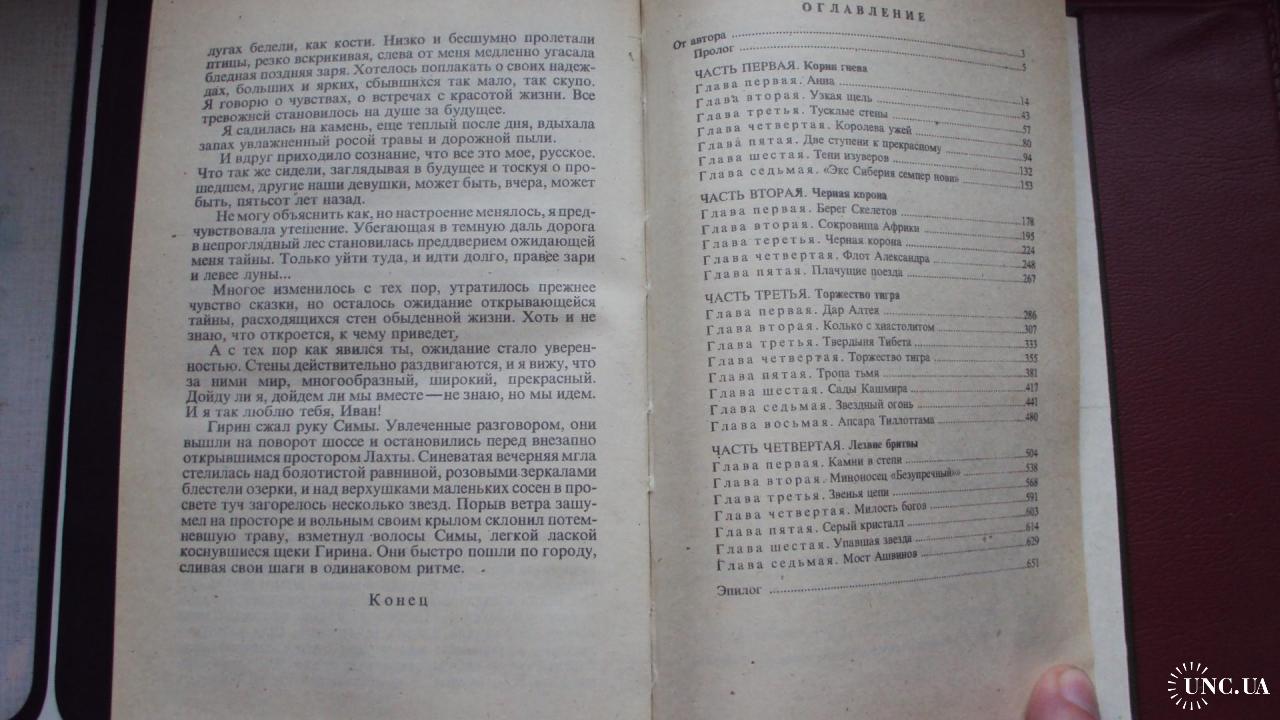 лугах белели, как кости. Низко и бесшумно пролетали
птицы, резко вскрикивая, слева от меня медленно угасала
бледная поздняя заря. Хотелось поплакать о своих надеж-
дах, больших и ярких, сбывшихся так мало, так скупо.
Я говорю о чувствах, о встречах с красотой жизни. Все
тревожней становилось на душе за будущее.
Я садилась на камень, еще теплый после дня, вдыхала
запах увлажненный росой травы и дорожной пыли.
И вдруг приходило сознание, что все это мое, русское.
Что так же сидели, заглядывая в будущее и тоскуя о про-
шедшем, другие наши девушки, может быть, вчера, может
быть, пятьсот лет назад.
Не могу объяснить как, но настроение менялось, я пред-
чувствовала утешение. Убегающая в темную даль дорога
в непроглядный лес становилась преддверием ожидающей
меня тайны. Только уйти туда, и идти долго, правее зари
и левее луны...
Многое изменилось с тех пор, утратилось прежнее
чувство сказки, но осталось ожидание открывающейся
тайны, расходящихся стен обыденной жизни. Хоть и не
знаю, что откроется, к чему приведет.
А с тех пор как явился ты, ожидание стало уверен-
ностью. Стены действительно раздвигаются, и я вижу, что
за ними мир, многообразный, широкий, прекрасный.
Дойду ли я, дойдем ли мы вместе — не знаю, но мы идем.
И я так люблю тебя, Иван!
Гирин сжал руку Симы. Увлеченные разговором, они
вышли на поворот шоссе и остановились перед внезапно
открывшимся простором Лахты. Синеватая вечерняя мгла
стелилась над болотистой равниной, розовыми зеркалами
блестели озерки, и над верхушками маленьких сосен в про-
свете туч загорелось несколько звезд. Порыв ветра зашу-
мел на просторе и вольным своим крылом склонил потем-
невшую траву, взметнул волосы Симы, легкой лаской
коснувшиеся щеки Гирина. Они быстро пошли по городу,
сливая свои шаги в одинаковом ритме.
Конец
ОГЛАВЛЕНИЕ
От автора 3
Пролог 5
ЧАСТЬ ПЕРВАЯ. Корни гнева
Глава первая. Анна 14
Глава вторая. Узкая щель 43
Глава третья. Тусклые стены 57
Глава четвертая. Королева ужей 80
Глава пятая. Две ступени к прекрасному 94
Глава шестая. Тени изуверов 132
Глава седьмая. «Экс Сиберия семпер нови» 153
ЧАСТЬ ВТОРАЯ. Черная корона
Глава первая. Берег Скелетов 178
Глава вторая. Сокровища Африки 195
Глава теретья. Черная корона 224
Глава четвертая. Флот Александра 248
Глава пятая. Плачущие поезда 267
ЧАСТЬ ТРЕТЬЯ. Торжество тигра
Глава первая. Дар Алтея 286
Глава вторая. Колько с хиастолитом 307
Глава третья. Твердыня Тибета 333
Глава четвертая. Торжество тигра 355
Глава пятая. Тропа тьмы 381
Глава шестая. Сады Кашмира 417
Глава седьмая. Звездный огонь 441
Глава восьмая. Апсара Тиллоттама 480
ЧАСТЬ ЧЕТВЕРТАЯ. Лезвие бритвы
Глава первая. Камни в степи 504
Глава вторая. Миноносец «Безупречный» 538
Глава третья. Звенья цепи 568
Глава четвертая. Милость богов 591
Глава пятая. Серый кристалл 603
Глава шестая. Упавшая звезда 614
Глава седьмая. Мост Ашвинов 629
Эпилог 651
UNC.UA